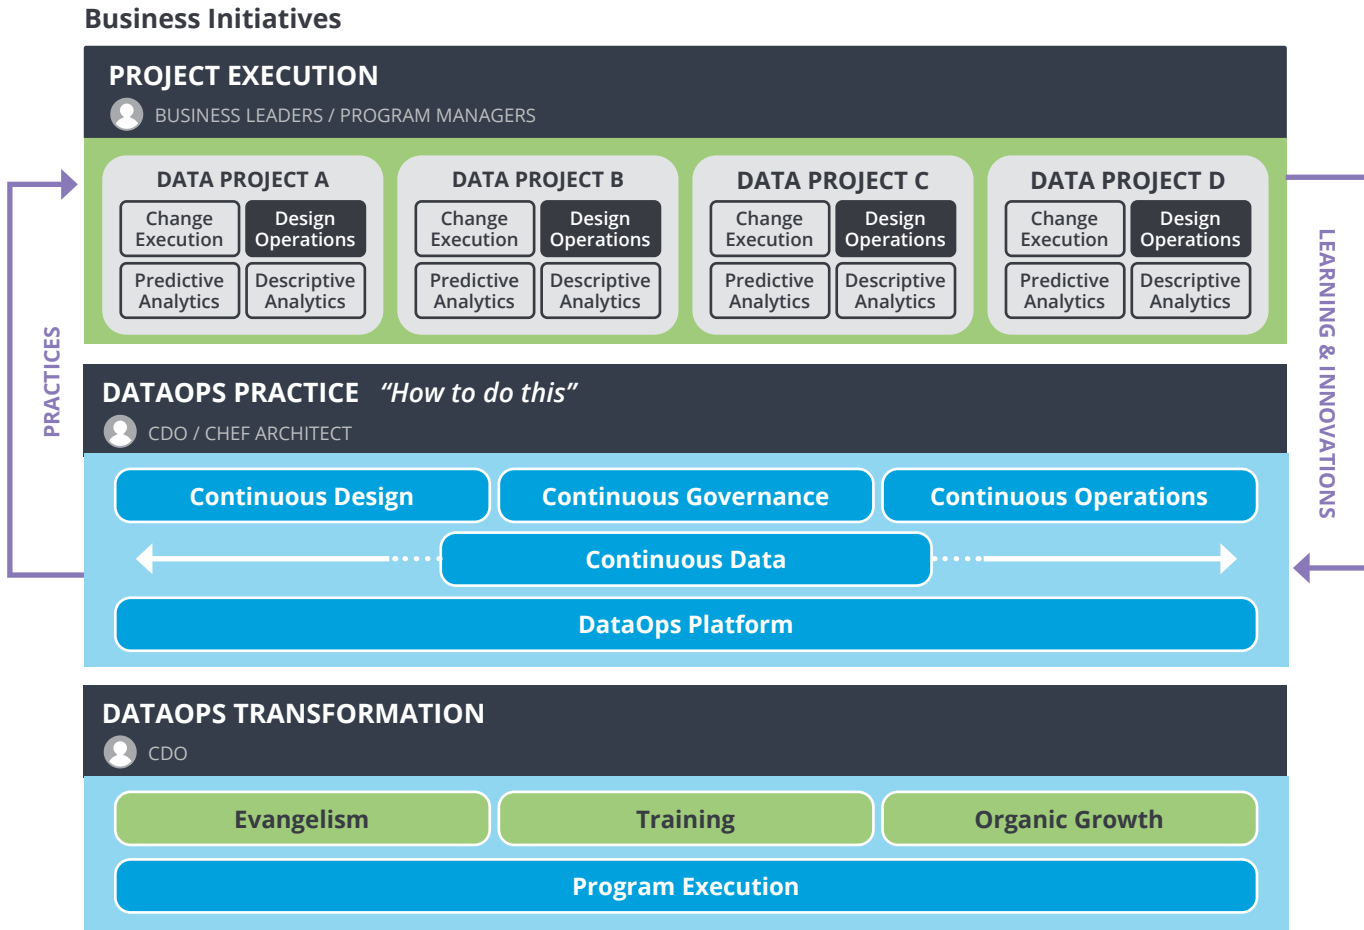 Business Initiatives
PROJECT EXECUTION
BUSINESS LEADERS / PROGRAM MANAGERS
DATA PROJECT A
Change
Execution
Design
Operations
Predictive
Analytics
Descriptive
Analytics
DATA PROJECT B
Change
Execution
Design
Operations
Predictive
Analytics
Descriptive
Analytics
DATA PROJECT C
Change
Execution
Design
Operations
Predictive
Analytics
Descriptive
Analytics
DATA PROJECT D
Change
Execution
Design
Operations
Predictive
Analytics
Descriptive
Analytics
PRACTICES
LEARNING & INNOVATIONS
DATAOPS PRACTICE “How to do this”
CDO / CHEF ARCHITECT
Continuous Design
Continuous Governance
Continuous Operations
Continuous Data
DataOps Platform
DATAOPS TRANSFORMATION
CDO
Evangelism
Training
Organic Growth
Program Execution